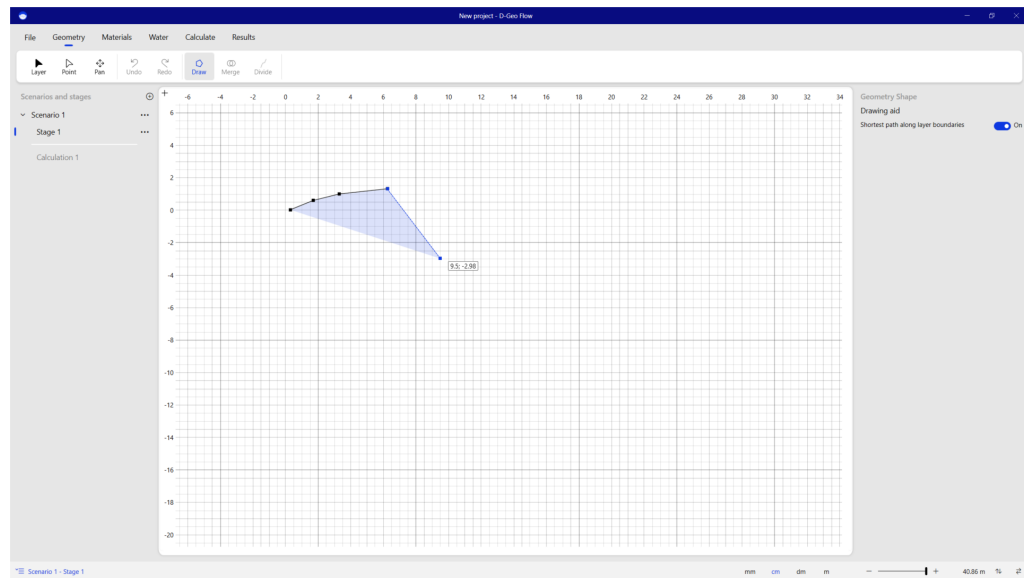 New project - D-Geo Flow
File Geometry Materials Water Calculate Results
Layer Point Pan Undo Redo Draw Merge Divide
Scenarios and stages
Scenario 1
Stage 1
Calculation 1
-6 -4 -2 0 2 4 6 8 10 12 14 16 18 20 22 24 26 28 30 32 34
6
4
2
0
-2
-4
-6
-8
-10
-12
-14
-16
-18
-20
9.5; -2.98
Geometry Shape
Drawing aid
Shortest path along layer boundaries On
Scenario 1 - Stage 1
mm cm dm m
40.86 m